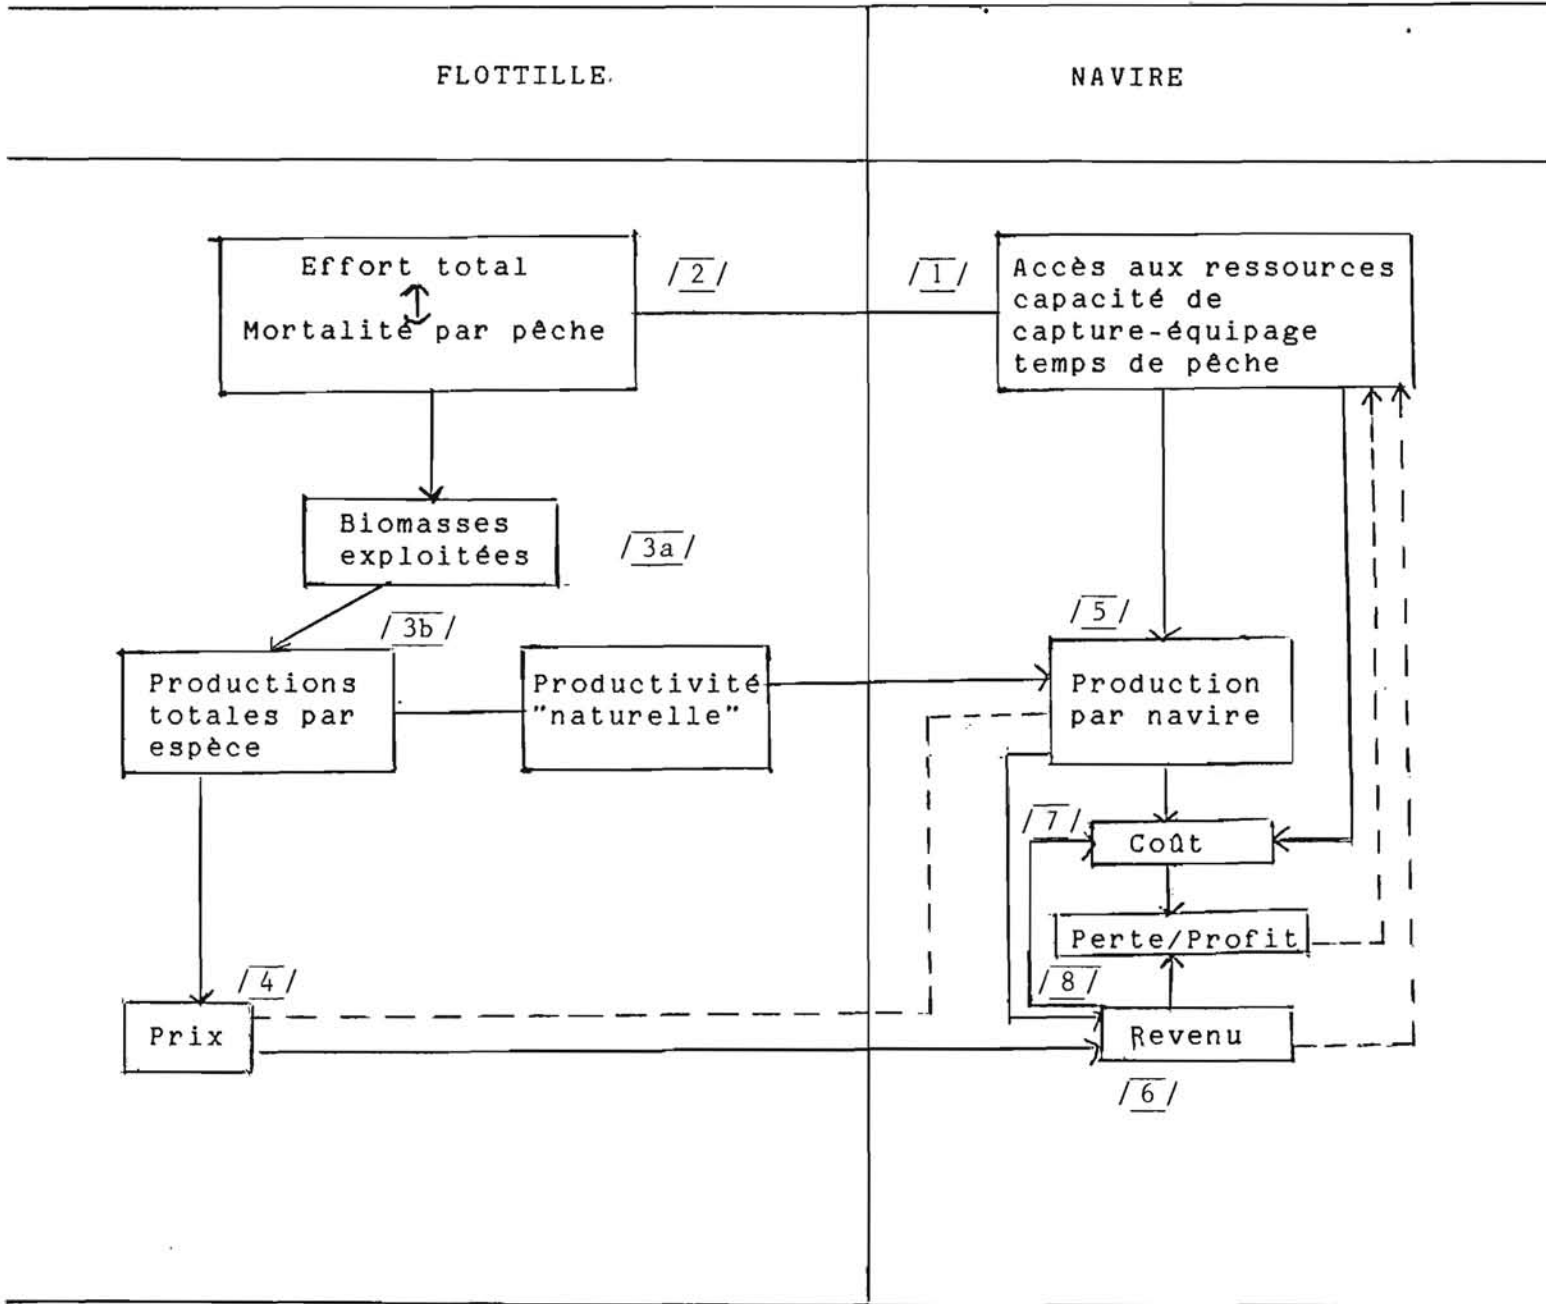 FLOTTILLE
NAVIRE
Effort total
Mortalité par pêche
/2/
/1/
Accès aux ressources
capacité de
capture-équipage
temps de pêche
Biomasses
exploitées
/3a/
/3b/
Productions
totales par
espèce
Productivité
"naturelle"
/5/
Production
par navire
/7/
Coût
Perte/Profit
/4/
Prix
/8/
Revenu
/6/